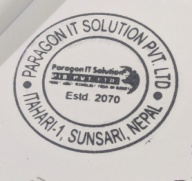 PARAGON IT SOLUTION PVT. LTD.
Paragon IT Solution
Estd. 2070
ITAHARI-1, SUNSARI, NEPAL